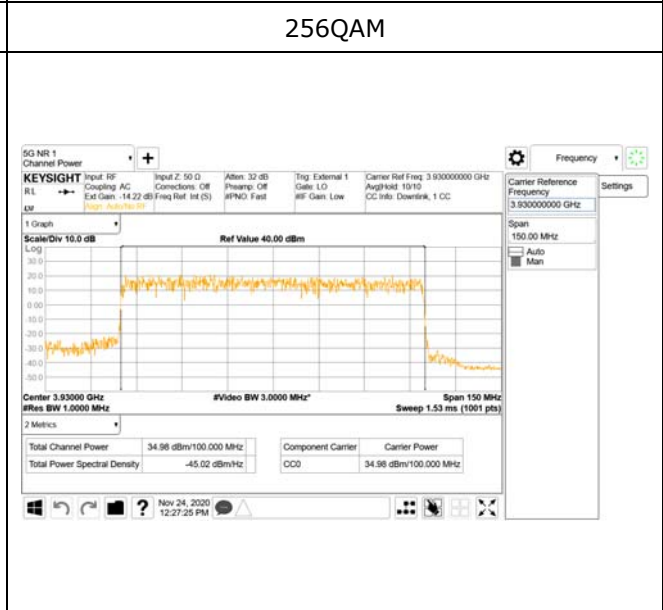 256QAM
5G NR 1
Channel Power
Frequency
KEYSIGHT
RL
Input: RF
Coupling: AC
Ext Gain: -14.22 dB
Align: Auto/No RF
Input Z: 50 Ω
Corrections: Off
Freq Ref: Int (S)
Atten: 32 dB
Preamp: Off
#PNO: Fast
Trig: External 1
Gate: LO
#IF Gain: Low
Carrier Ref Freq: 3.930000000 GHz
Avg|Hold: 10/10
CC Info: Downlink, 1 CC
Carrier Reference
Frequency
3.930000000 GHz
Settings
Span
150.00 MHz
Auto
Man
1 Graph
Scale/Div 10.0 dB
Ref Value 40.00 dBm
Log
30.0
20.0
10.0
0.00
-10.0
-20.0
-30.0
-40.0
-50.0
Center 3.93000 GHz
#Video BW 3.0000 MHz*
Span 150 MHz
#Res BW 1.0000 MHz
Sweep 1.53 ms (1001 pts)
2 Metrics
Total Channel Power 34.98 dBm/100.000 MHz
Component Carrier Carrier Power
Total Power Spectral Density -45.02 dBm/Hz
CC0 34.98 dBm/100.000 MHz
Nov 24, 2020
12:27:25 PM